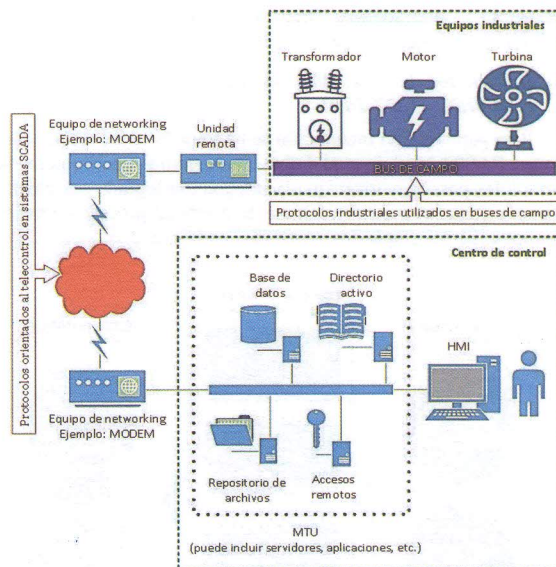 Equipos industriales
Transformador
Motor
Turbina
Equipo de networking
Ejemplo: MODEM
Unidad
remota
BUS DE CAMPO
Protocolos industriales utilizados en buses de campo
Protocolos orientados al telecontrol en sistemas SCADA
Centro de control
Base de
datos
Directorio
activo
HMI
Equipo de networking
Ejemplo: MODEM
Repositorio de
archivos
Accesos
remotos
MTU
(puede incluir servidores, aplicaciones, etc.)